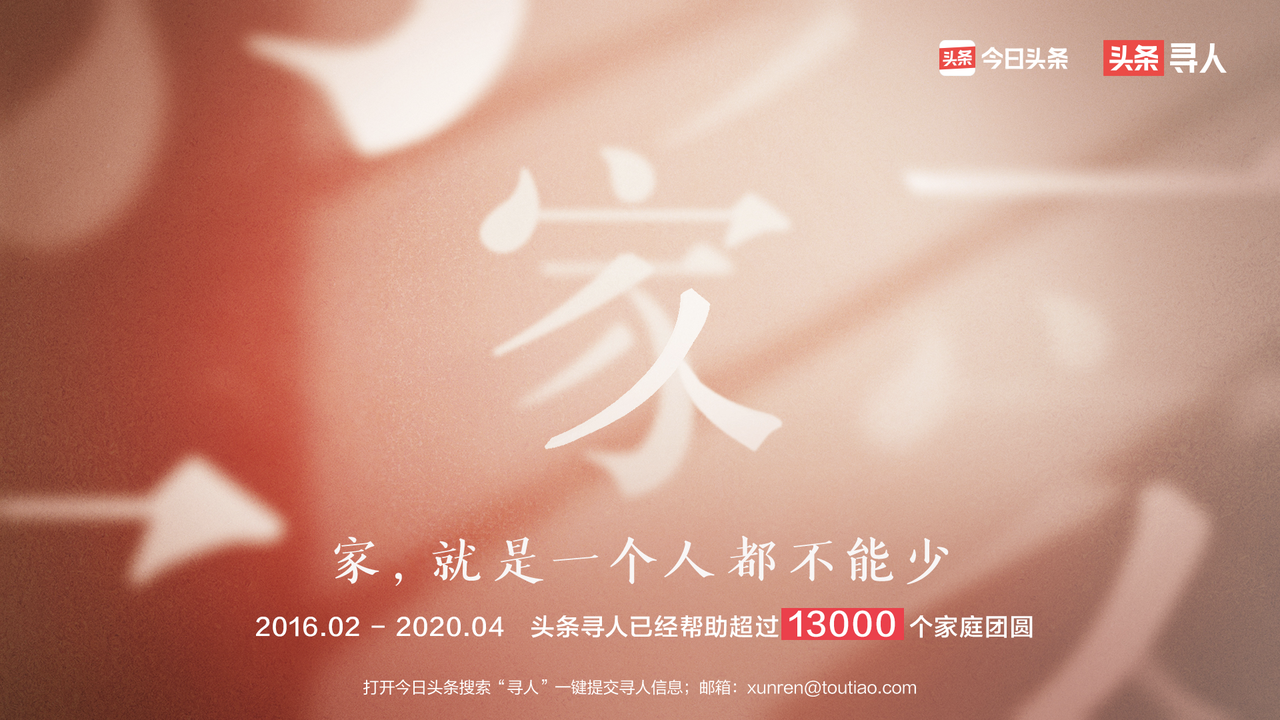 头条 今日头条 头条 寻人
家
家，就是一个人都不能少
2016.02 - 2020.04 头条寻人已经帮助超过 13000 个家庭团圆
打开今日头条搜索“寻人”一键提交寻人信息；邮箱：xunren@toutiao.com